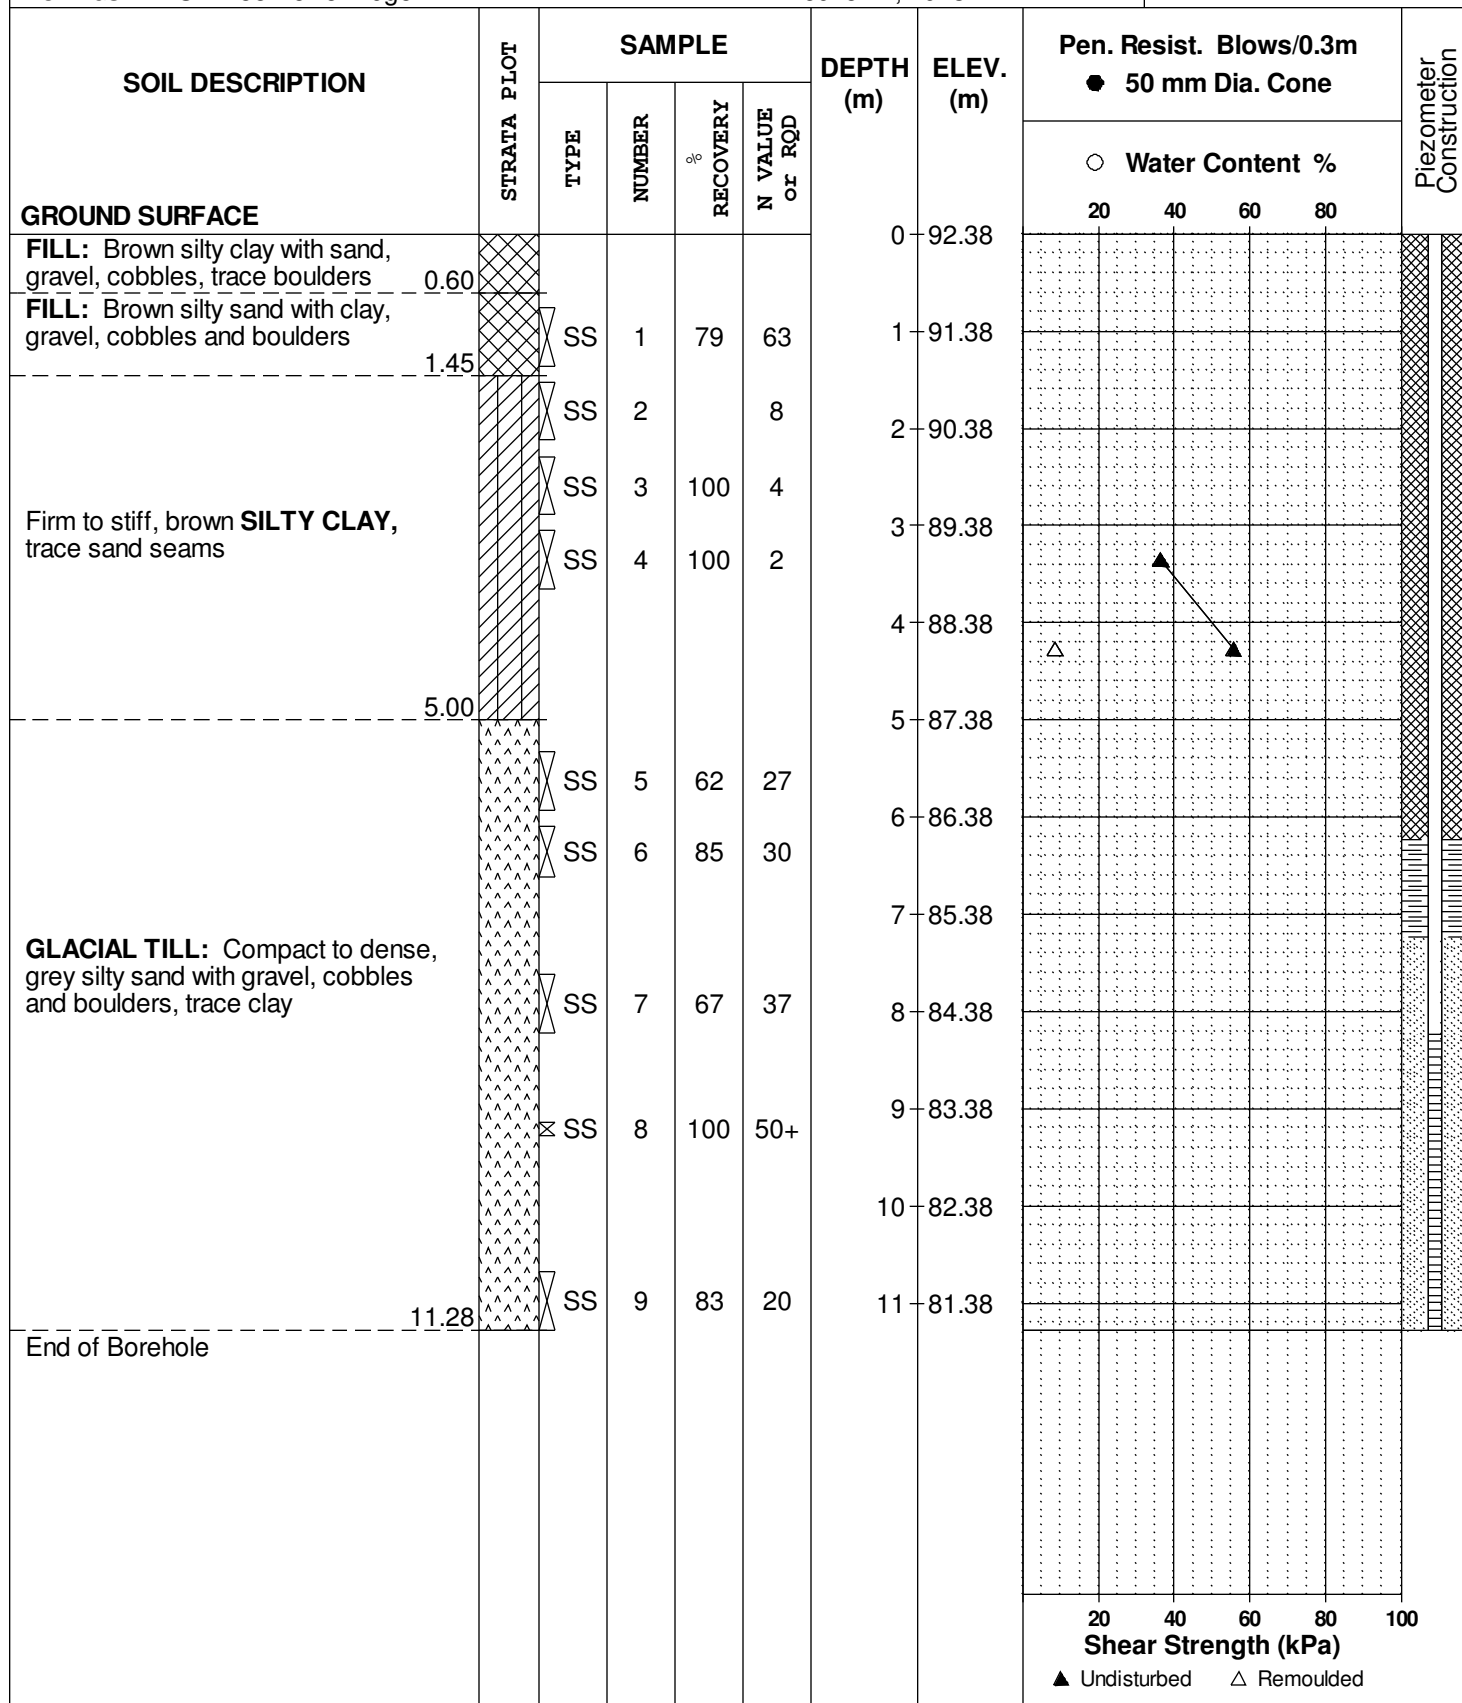 SOIL DESCRIPTION
GROUND SURFACE
STRATA PLOT
SAMPLE
TYPE
NUMBER
% RECOVERY
N VALUE or RQD
DEPTH (m)
ELEV. (m)
Pen. Resist. Blows/0.3m
● 50 mm Dia. Cone
○ Water Content %
20 40 60 80
Piezometer
Construction
0 92.38
FILL: Brown silty clay with sand,
gravel, cobbles, trace boulders 0.60
FILL: Brown silty sand with clay,
gravel, cobbles and boulders
SS 1 79 63
1 91.38
1.45
SS 2 8
2 90.38
SS 3 100 4
Firm to stiff, brown SILTY CLAY,
trace sand seams
3 89.38
SS 4 100 2
4 88.38
5.00
5 87.38
SS 5 62 27
6 86.38
SS 6 85 30
7 85.38
GLACIAL TILL: Compact to dense,
grey silty sand with gravel, cobbles
and boulders, trace clay
SS 7 67 37
8 84.38
9 83.38
SS 8 100 50+
10 82.38
SS 9 83 20
11 81.38
11.28
End of Borehole
20 40 60 80 100
Shear Strength (kPa)
▲ Undisturbed △ Remoulded